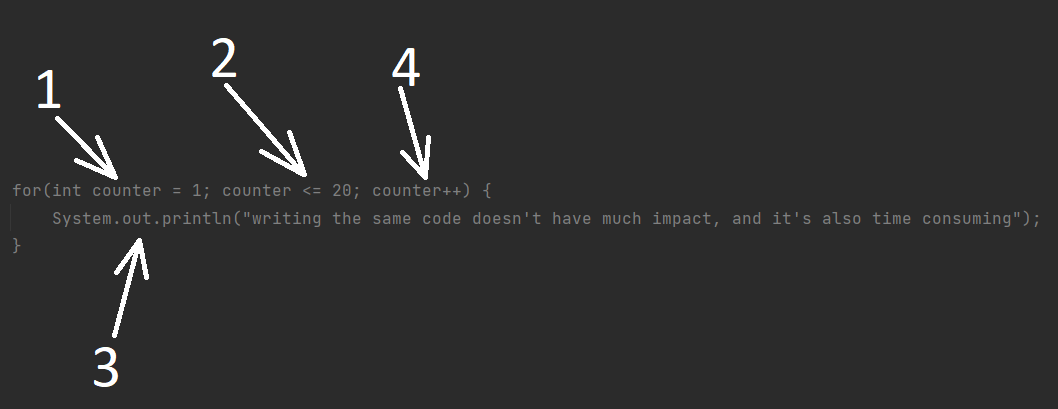 2
4
1
for(int counter = 1; counter <= 20; counter++) {
System.out.println("writing the same code doesn't have much impact, and it's also time consuming");
}
3